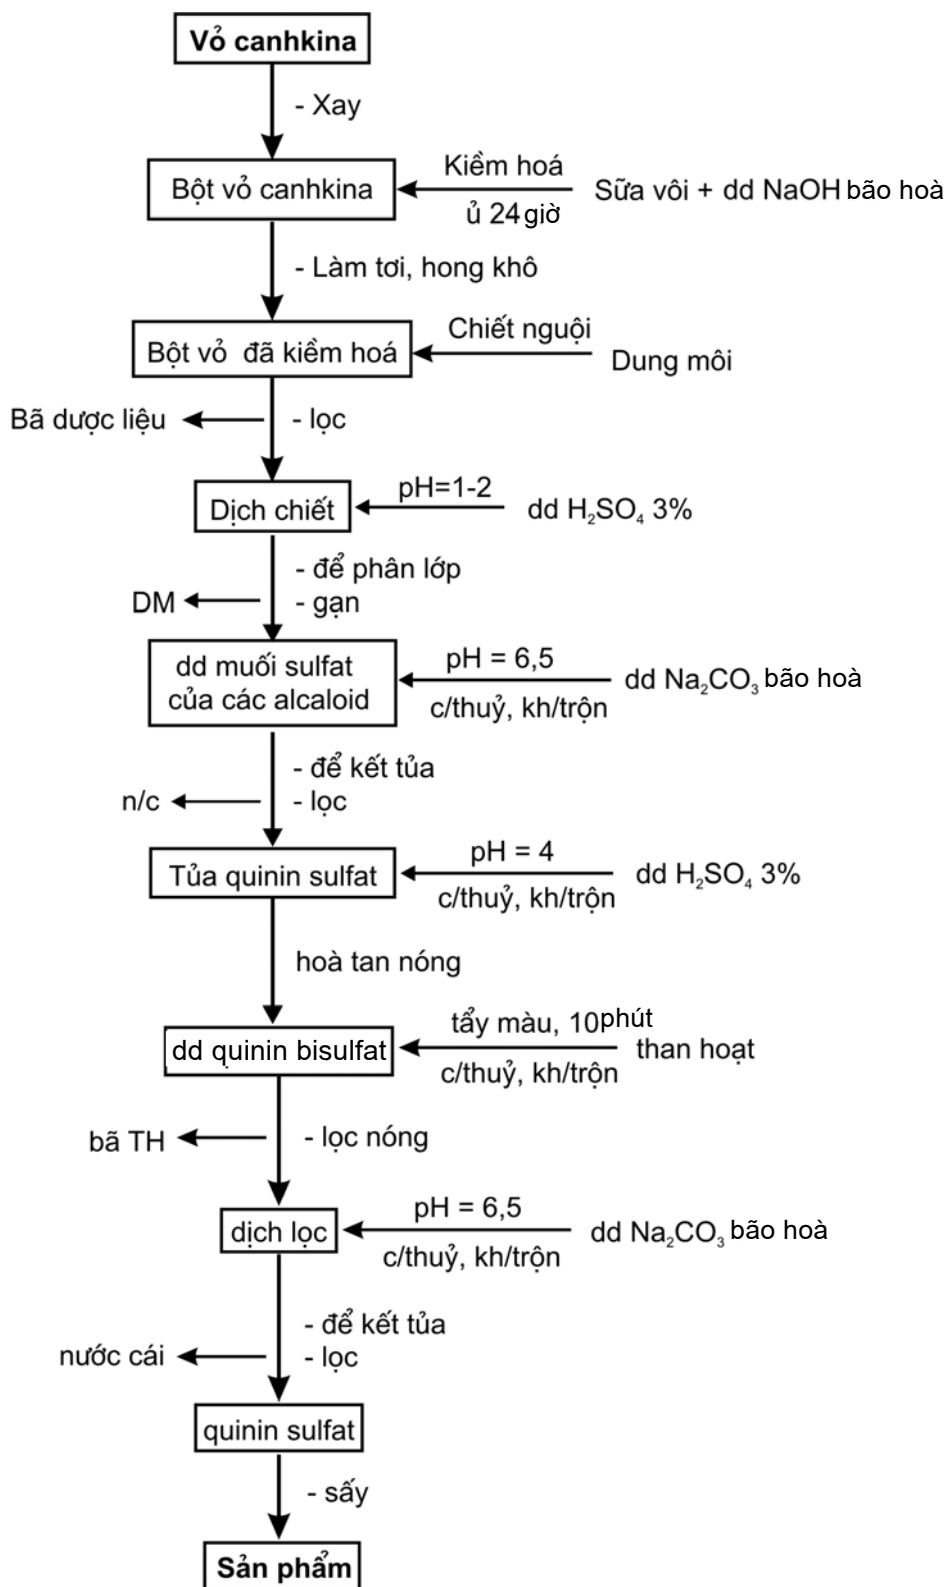 Vỏ canhkina
- Xay
Bột vỏ canhkina
Kiềm hoá
ủ 24 giờ
Sữa vôi + dd NaOH bão hoà
- Làm tơi, hong khô
Bột vỏ đã kiềm hoá
Chiết nguội
Dung môi
Bã dược liệu
- lọc
Dịch chiết
pH=1-2
dd H₂SO₄ 3%
- để phân lớp
- gạn
DM
dd muối sulfat
của các alcaloid
pH = 6,5
c/thuỷ, kh/trộn
dd Na₂CO₃ bão hoà
- để kết tủa
- lọc
n/c
Tủa quinin sulfat
pH = 4
c/thuỷ, kh/trộn
dd H₂SO₄ 3%
hoà tan nóng
dd quinin bisulfat
tẩy màu, 10phút
c/thuỷ, kh/trộn
than hoạt
bã TH
- lọc nóng
dịch lọc
pH = 6,5
c/thuỷ, kh/trộn
dd Na₂CO₃ bão hoà
- để kết tủa
- lọc
nước cái
quinin sulfat
- sấy
Sản phẩm